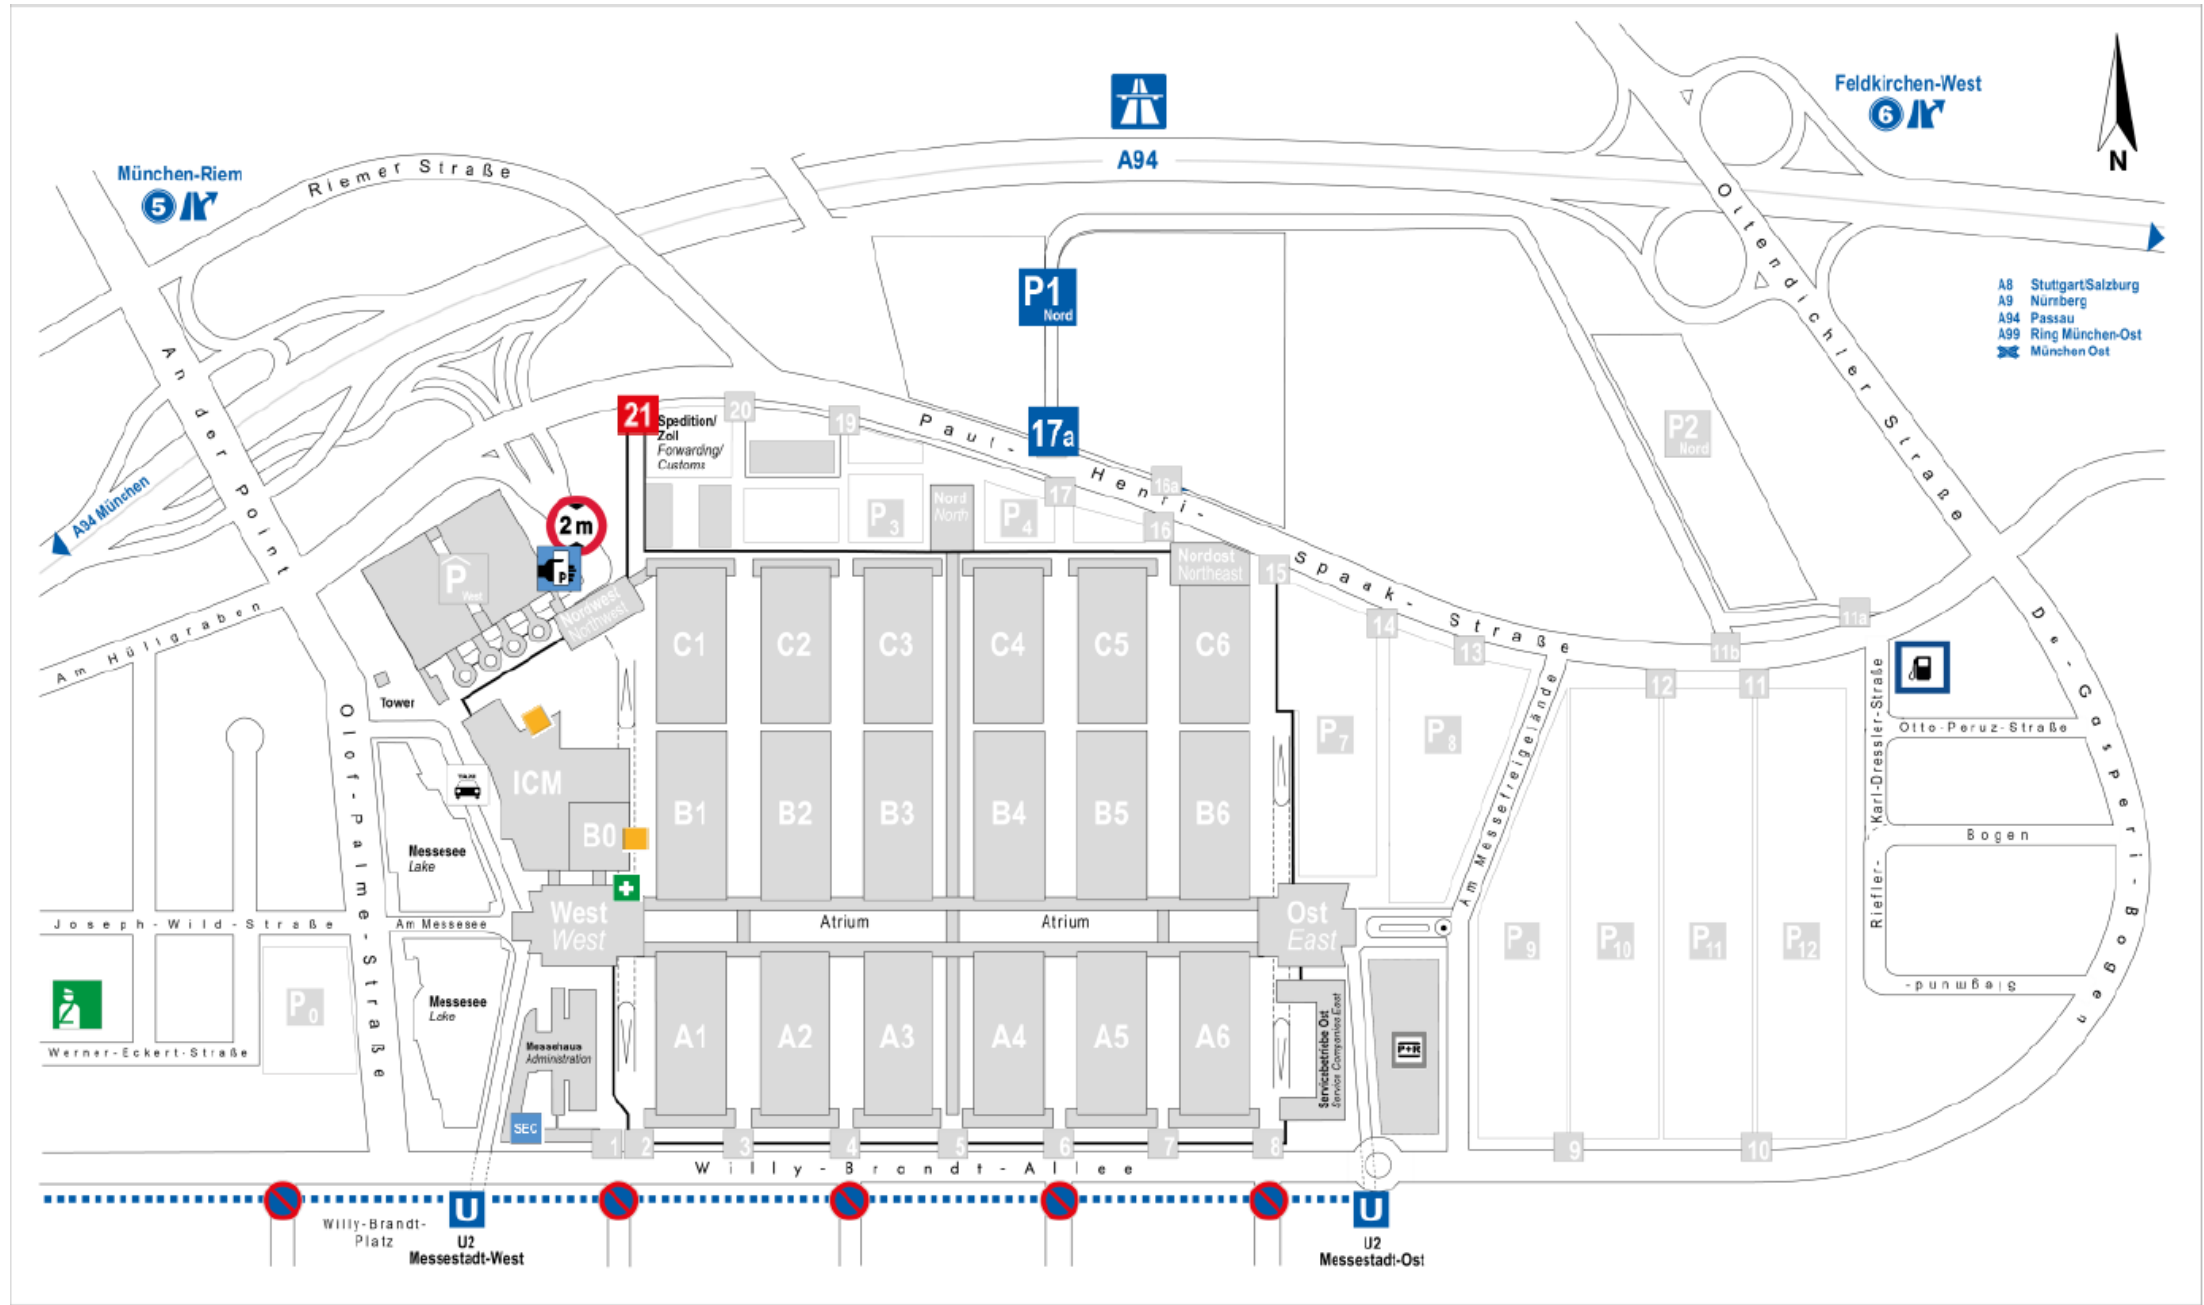 Feldkirchen-West
6
N
A94
München-Riem
5
Riemer Straße
Ottendichler Straße
P1
Nord
A8 Stuttgart/Salzburg
A9 Nürnberg
A94 Passau
A99 Ring München-Ost
München Ost
An der Point
21
Spedition/
Zoll
Forwarding/
Customs
20
19
Paul-Henri-Spaak-Straße
17a
P2
Nord
16a
17
16
A94 München
2 m
P
P
West
P3
Nord
North
P4
Nordost
Northeast
15
14
13
11b
11a
Nordwest
Northwest
Am Hüllgraben
C1
C2
C3
C4
C5
C6
12
11
De-Gasperi-Bogen
Tower
Olof-Palme-Straße
Karl-Dressler-Straße
Otto-Peruz-Straße
P7
P8
Am Messefreigelände
TAXI
ICM
B0
B1
B2
B3
B4
B5
B6
Bogen
Messesee
Lake
Riefler-
West
West
Atrium
Atrium
Ost
East
Joseph-Wild-Straße
Am Messesee
P9
P10
P11
P12
Siegmund-
P0
Messesee
Lake
Werner-Eckert-Straße
Messehaus
Administration
A1
A2
A3
A4
A5
A6
Servicebetriebe Ost
Service Companies East
P+R
SEC
1
2
3
4
5
6
7
8
9
10
Willy-Brandt-Allee
Willy-Brandt-
Platz
U
U2
Messestadt-West
U
U2
Messestadt-Ost